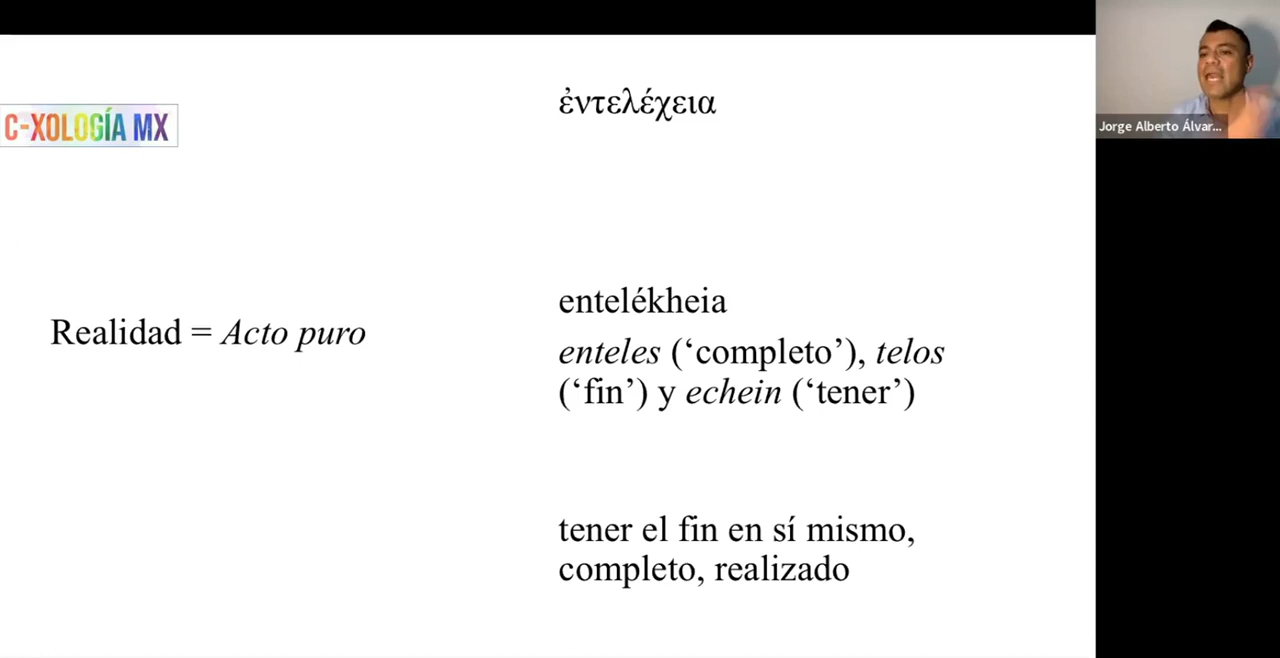 ἐντελέχεια
C-XOLOGÍA MX
Jorge Alberto Álvar...
entelékheia
Realidad = Acto puro
enteles (‘completo’), telos
(‘fin’) y echein (‘tener’)
tener el fin en sí mismo,
completo, realizado